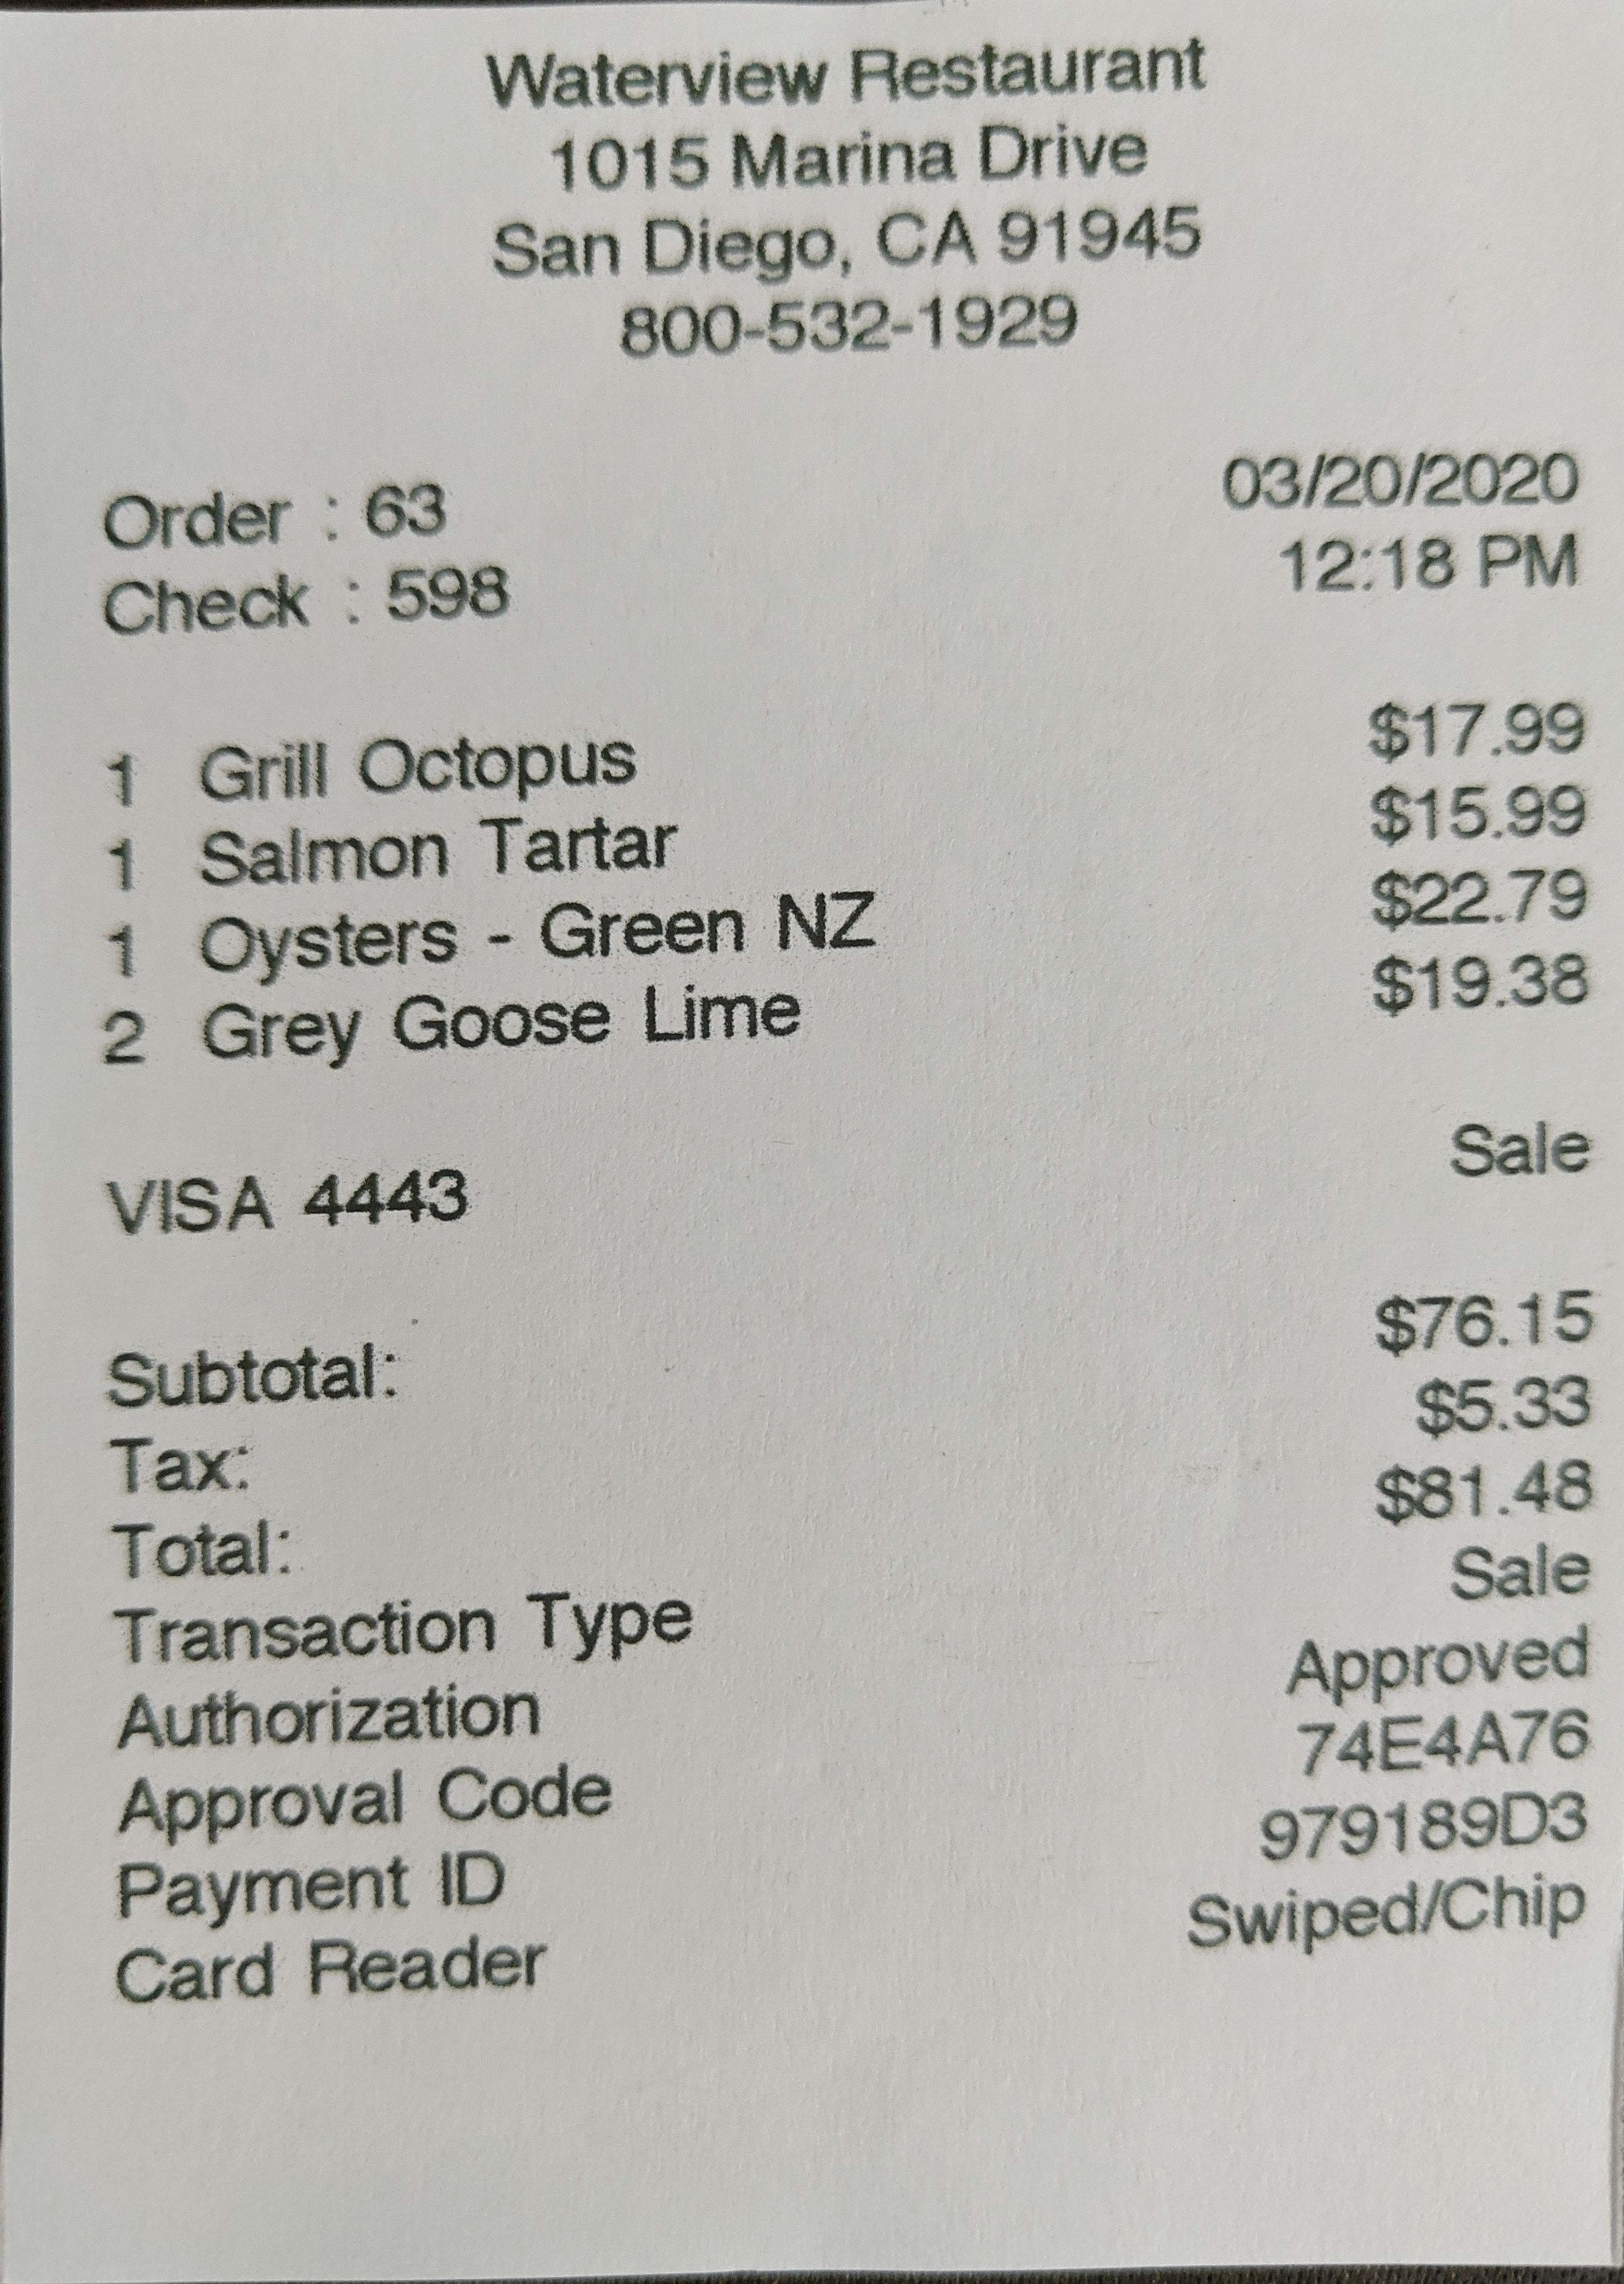 Waterview Restaurant
1015 Marina Drive
San Diego, CA 91945
800-532-1929
Order : 63 03/20/2020
Check : 598 12:18 PM
1 Grill Octopus $17.99
1 Salmon Tartar $15.99
1 Oysters - Green NZ $22.79
2 Grey Goose Lime $19.38
VISA 4443 Sale
Subtotal: $76.15
Tax: $5.33
Total: $81.48
Transaction Type Sale
Authorization Approved
Approval Code 74E4A76
Payment ID 979189D3
Card Reader Swiped/Chip